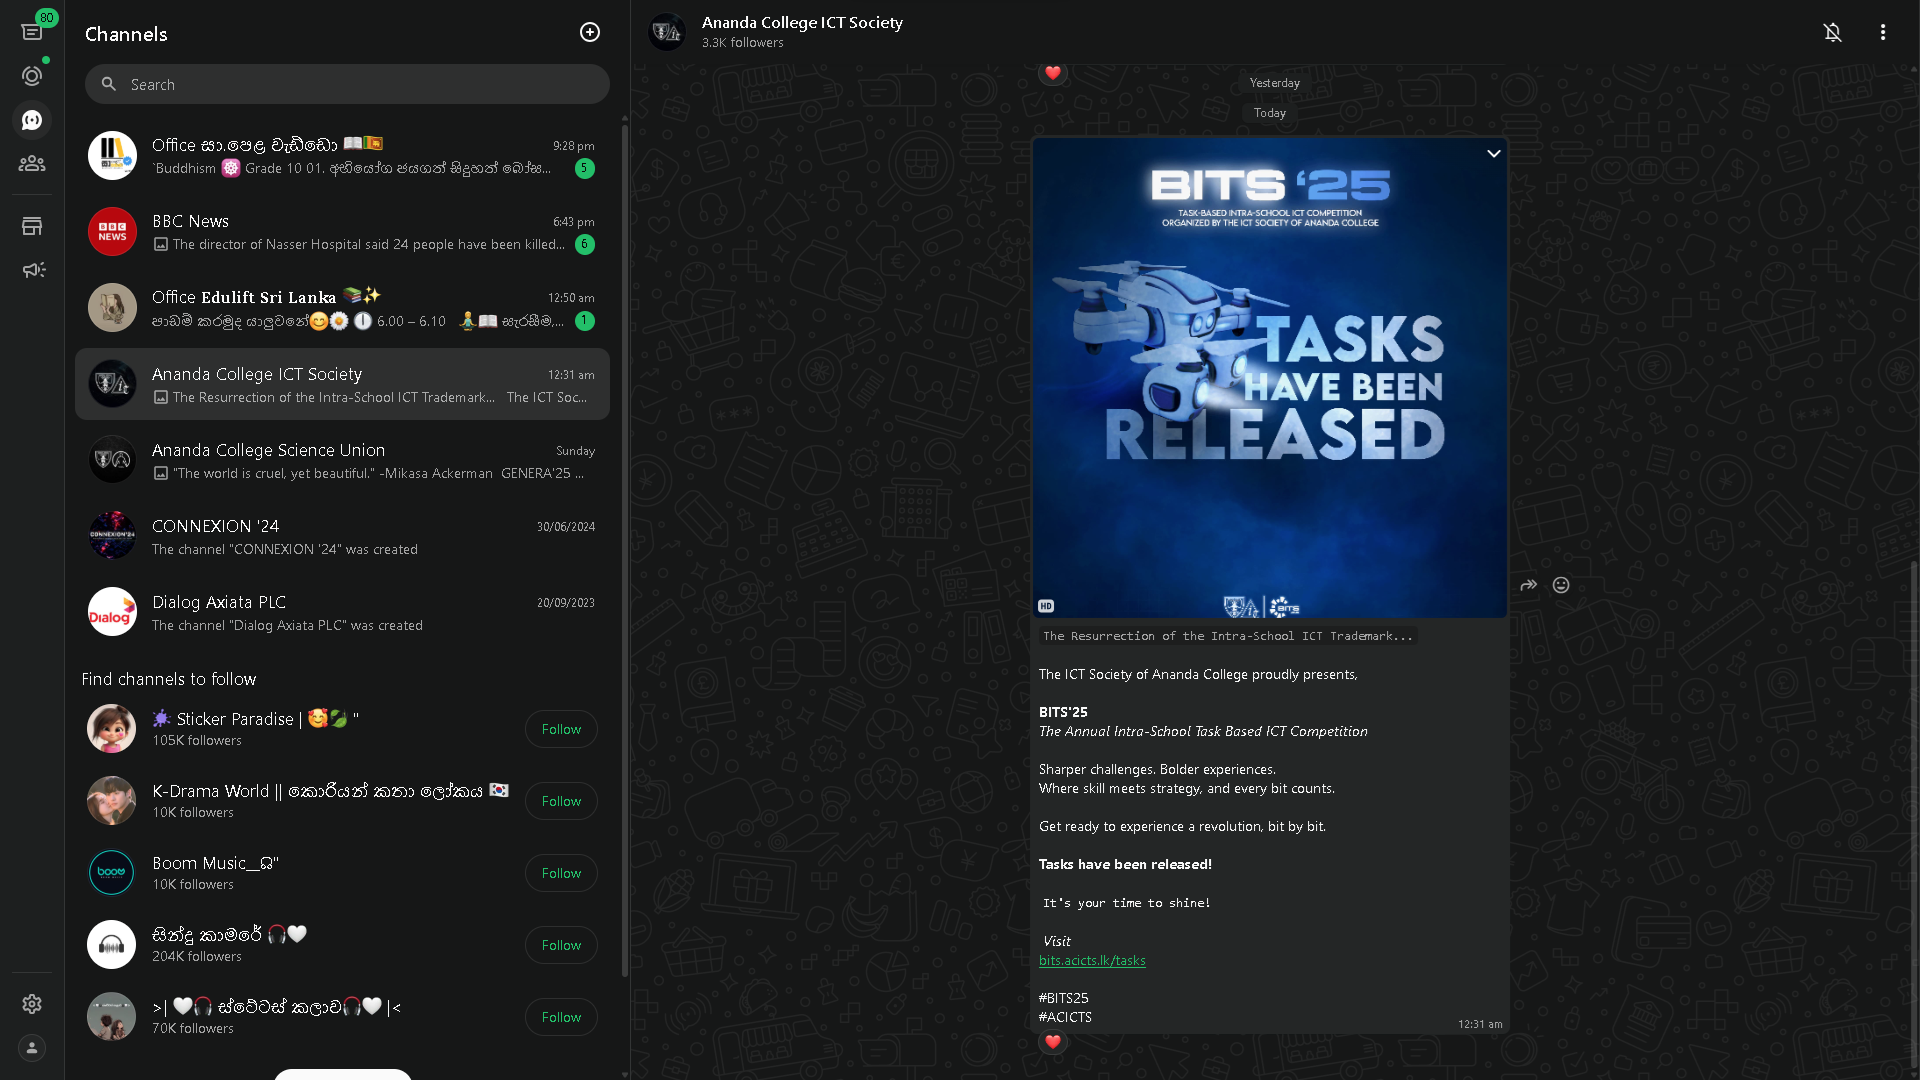 80
Channels
Search
Office සා.පෙළ වැඩ්ඩෝ 📖🇱🇰
9:28 pm
`Buddhism ☸️ Grade 10 01. අභියෝග ජයගත් සිදුහත් බෝස...
5
BBC NEWS
BBC News
6:43 pm
The director of Nasser Hospital said 24 people have been killed...
6
Office Edulift Sri Lanka 📚✨
12:50 am
පාඩම් කරමුද යාලුවනේ😊🌼 🕕 6.00 – 6.10 🧘‍♂️📖 සැරසීම,...
1
Ananda College ICT Society
12:31 am
The Resurrection of the Intra-School ICT Trademark... The ICT Soc...
Ananda College Science Union
Sunday
"The world is cruel, yet beautiful." -Mikasa Ackerman GENERA'25 ...
CONNEXION '24
30/06/2024
The channel "CONNEXION '24" was created
Dialog
Dialog Axiata PLC
20/09/2023
The channel "Dialog Axiata PLC" was created
Find channels to follow
Sticker Paradise | 🥰🍃 "
105K followers
Follow
K-Drama World || කොරියන් කතා ලෝකය 🇰🇷
10K followers
Follow
boom
Boom Music__සි"
10K followers
Follow
සින්දු කාමරේ 🎧🤍
204K followers
Follow
>| 🤍🎧 ස්ටේටස් කලාව🎧🤍 |<
70K followers
Follow
Ananda College ICT Society
3.3K followers
❤️
Yesterday
Today
BITS ‘25
TASK-BASED INTRA-SCHOOL ICT COMPETITION
ORGANIZED BY THE ICT SOCIETY OF ANANDA COLLEGE
TASKS
HAVE BEEN
RELEASED
HD
BITS
The Resurrection of the Intra-School ICT Trademark...
The ICT Society of Ananda College proudly presents,
BITS'25
The Annual Intra-School Task Based ICT Competition
Sharper challenges. Bolder experiences.
Where skill meets strategy, and every bit counts.
Get ready to experience a revolution, bit by bit.
Tasks have been released!
It's your time to shine!
Visit
bits.acicts.lk/tasks
#BITS25
#ACICTS
12:31 am
❤️